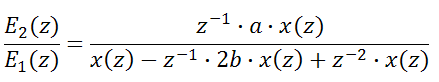 E₂(z)/E₁(z) = z⁻¹ · a · x(z) / x(z) − z⁻¹ · 2b · x(z) + z⁻² · x(z)